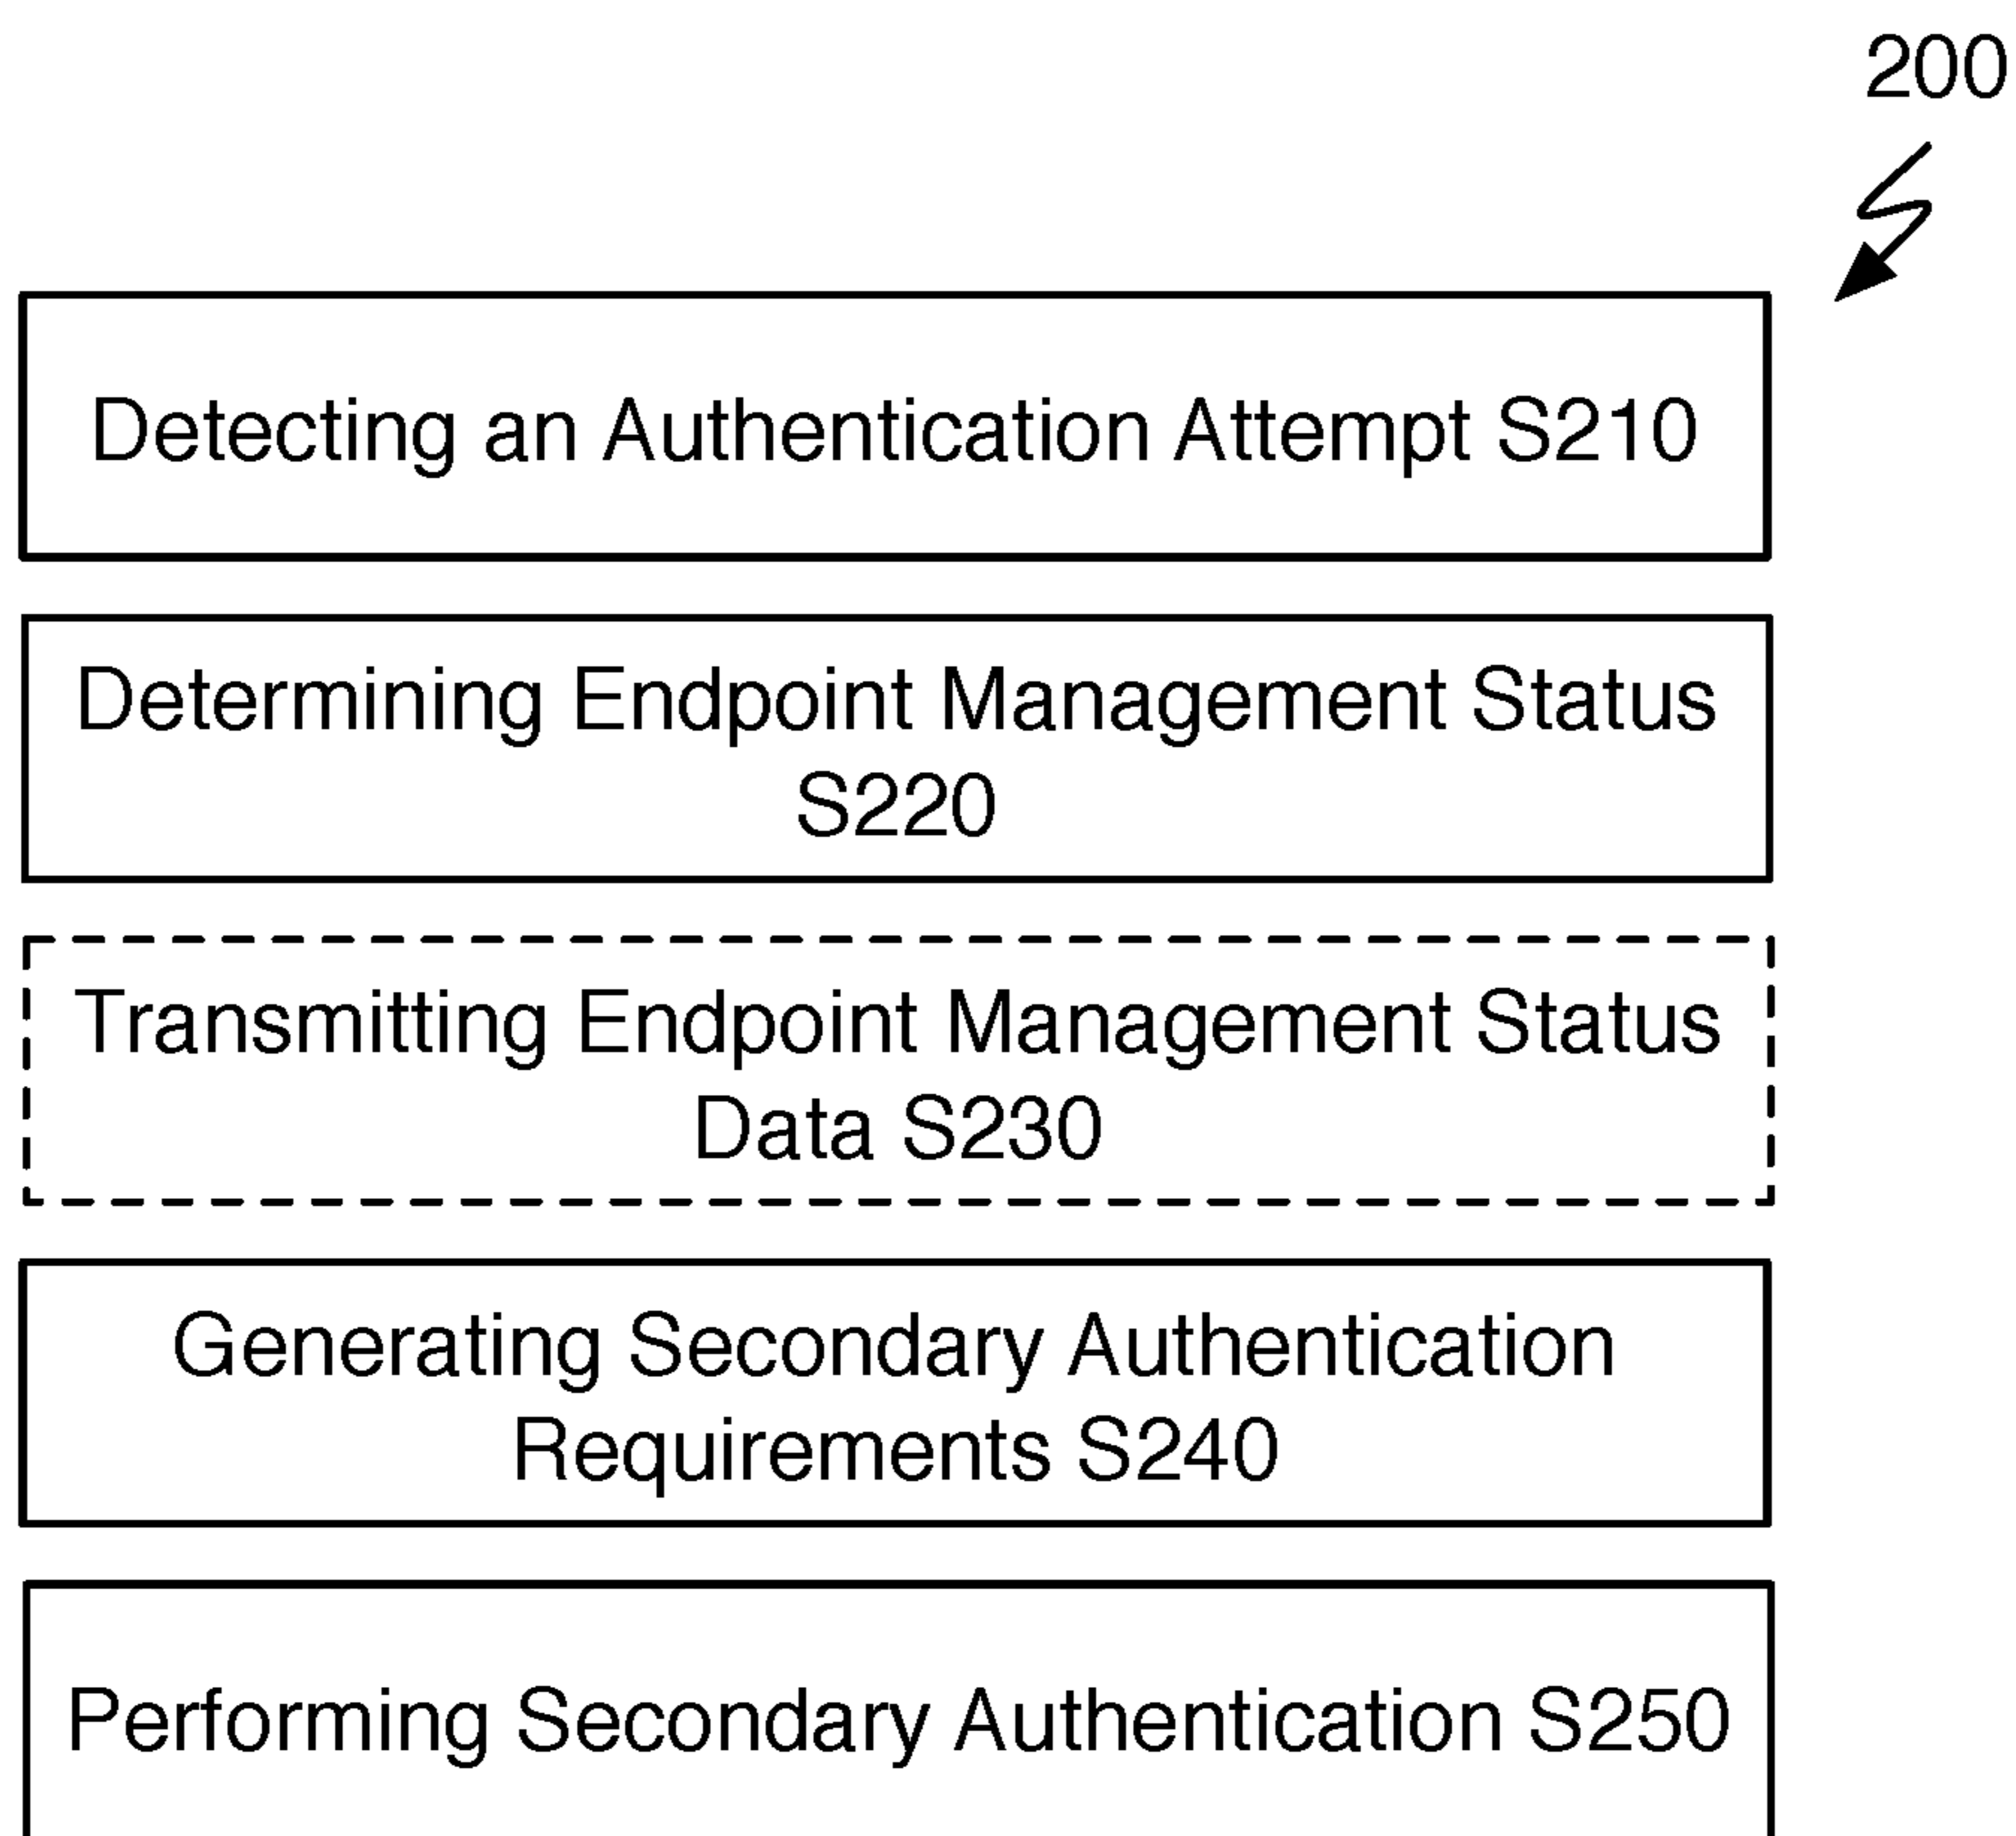 200
Detecting an Authentication Attempt S210
Determining Endpoint Management Status
S220
Transmitting Endpoint Management Status
Data S230
Generating Secondary Authentication
Requirements S240
Performing Secondary Authentication S250